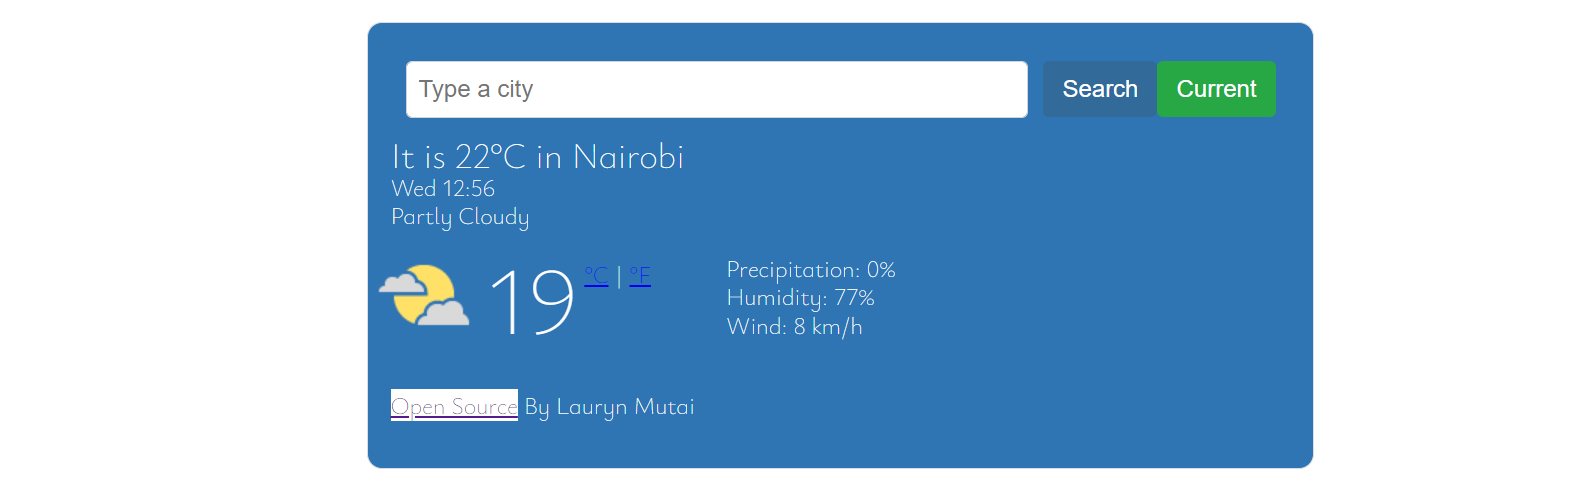 Type a city
Search
Current
It is 22°C in Nairobi
Wed 12:56
Partly Cloudy
19 °C | °F
Precipitation: 0%
Humidity: 77%
Wind: 8 km/h
Open Source By Lauryn Mutai